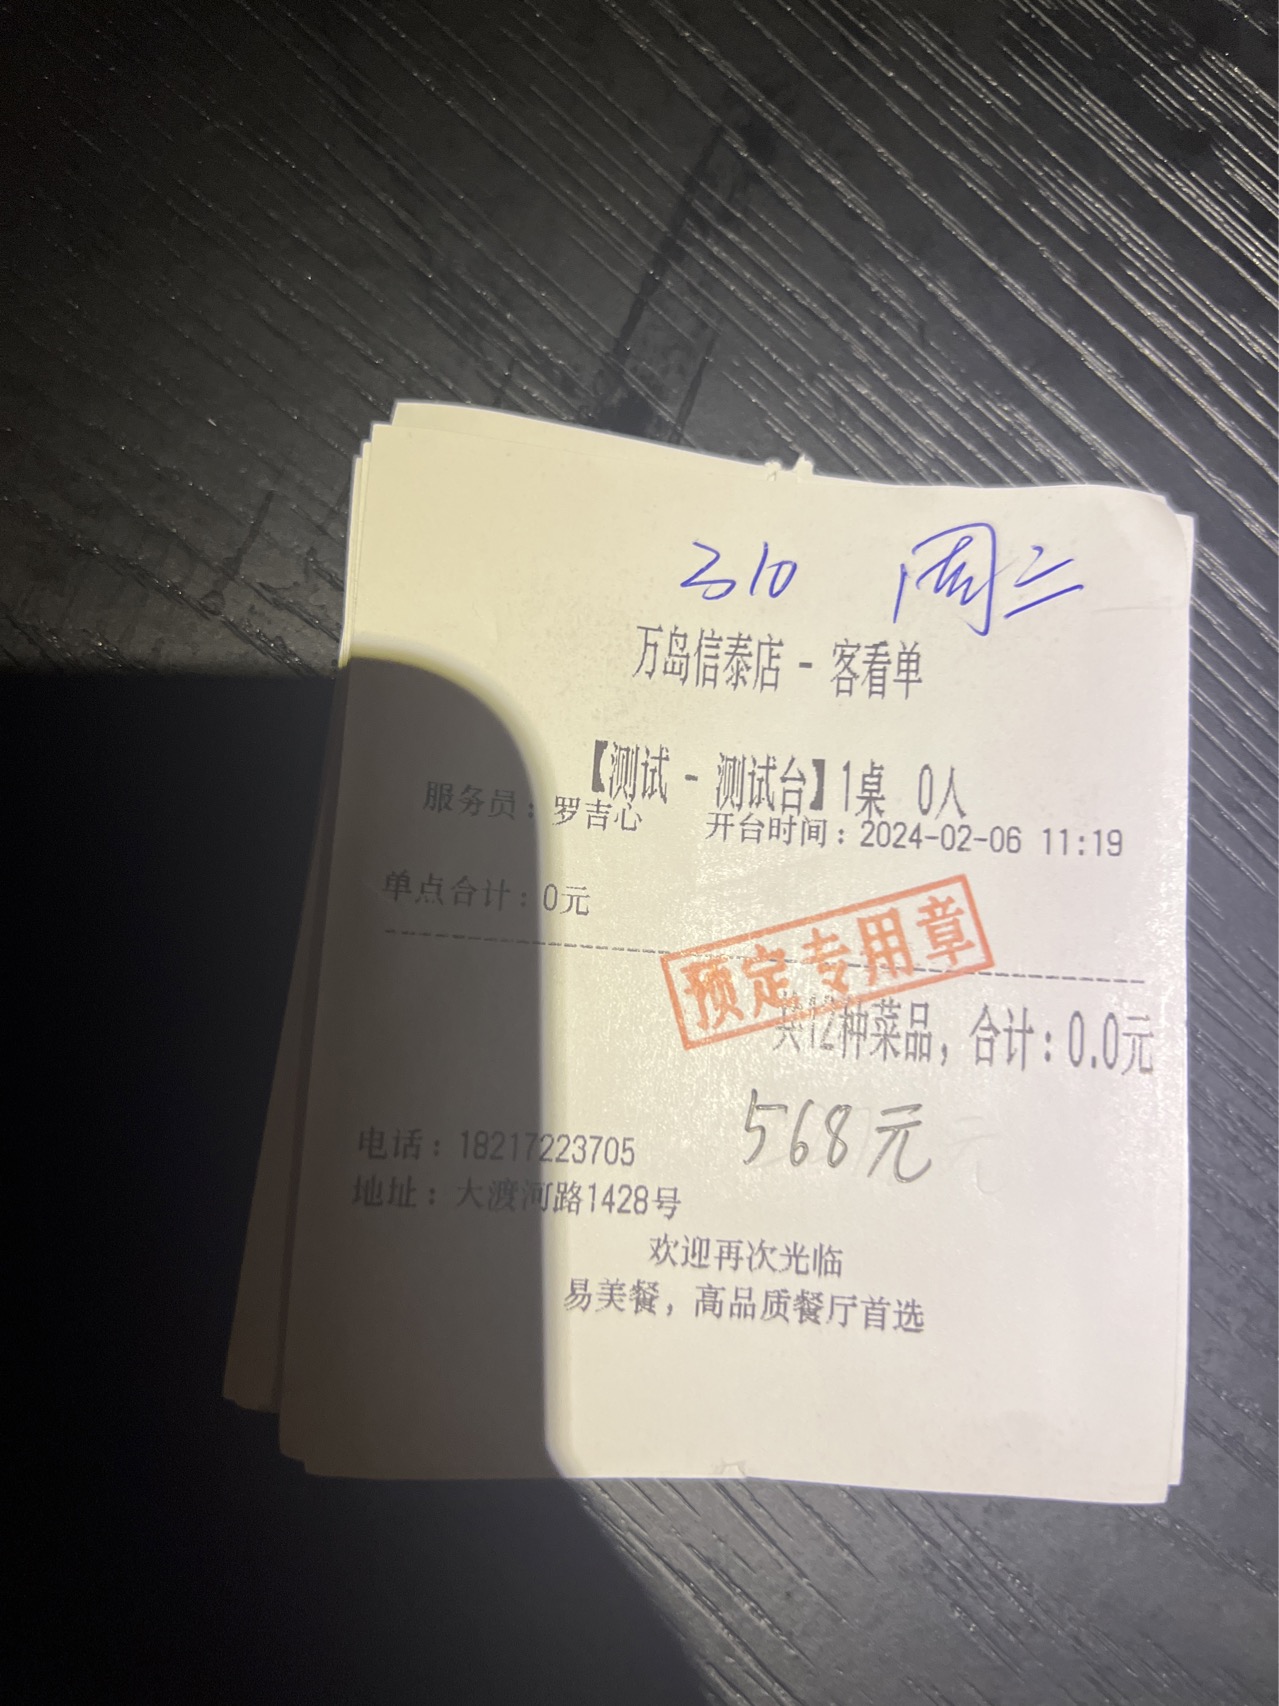 310 周二
万岛信泰店 - 客看单
【测试 - 测试台】1桌 0人
服务员：罗吉心 开台时间：2024-02-06 11:19
单点合计：0元
预定专用章
共12种菜品，合计：0.0元
568元
电话：18217223705
地址：大渡河路1428号
欢迎再次光临
易美餐，高品质餐厅首选